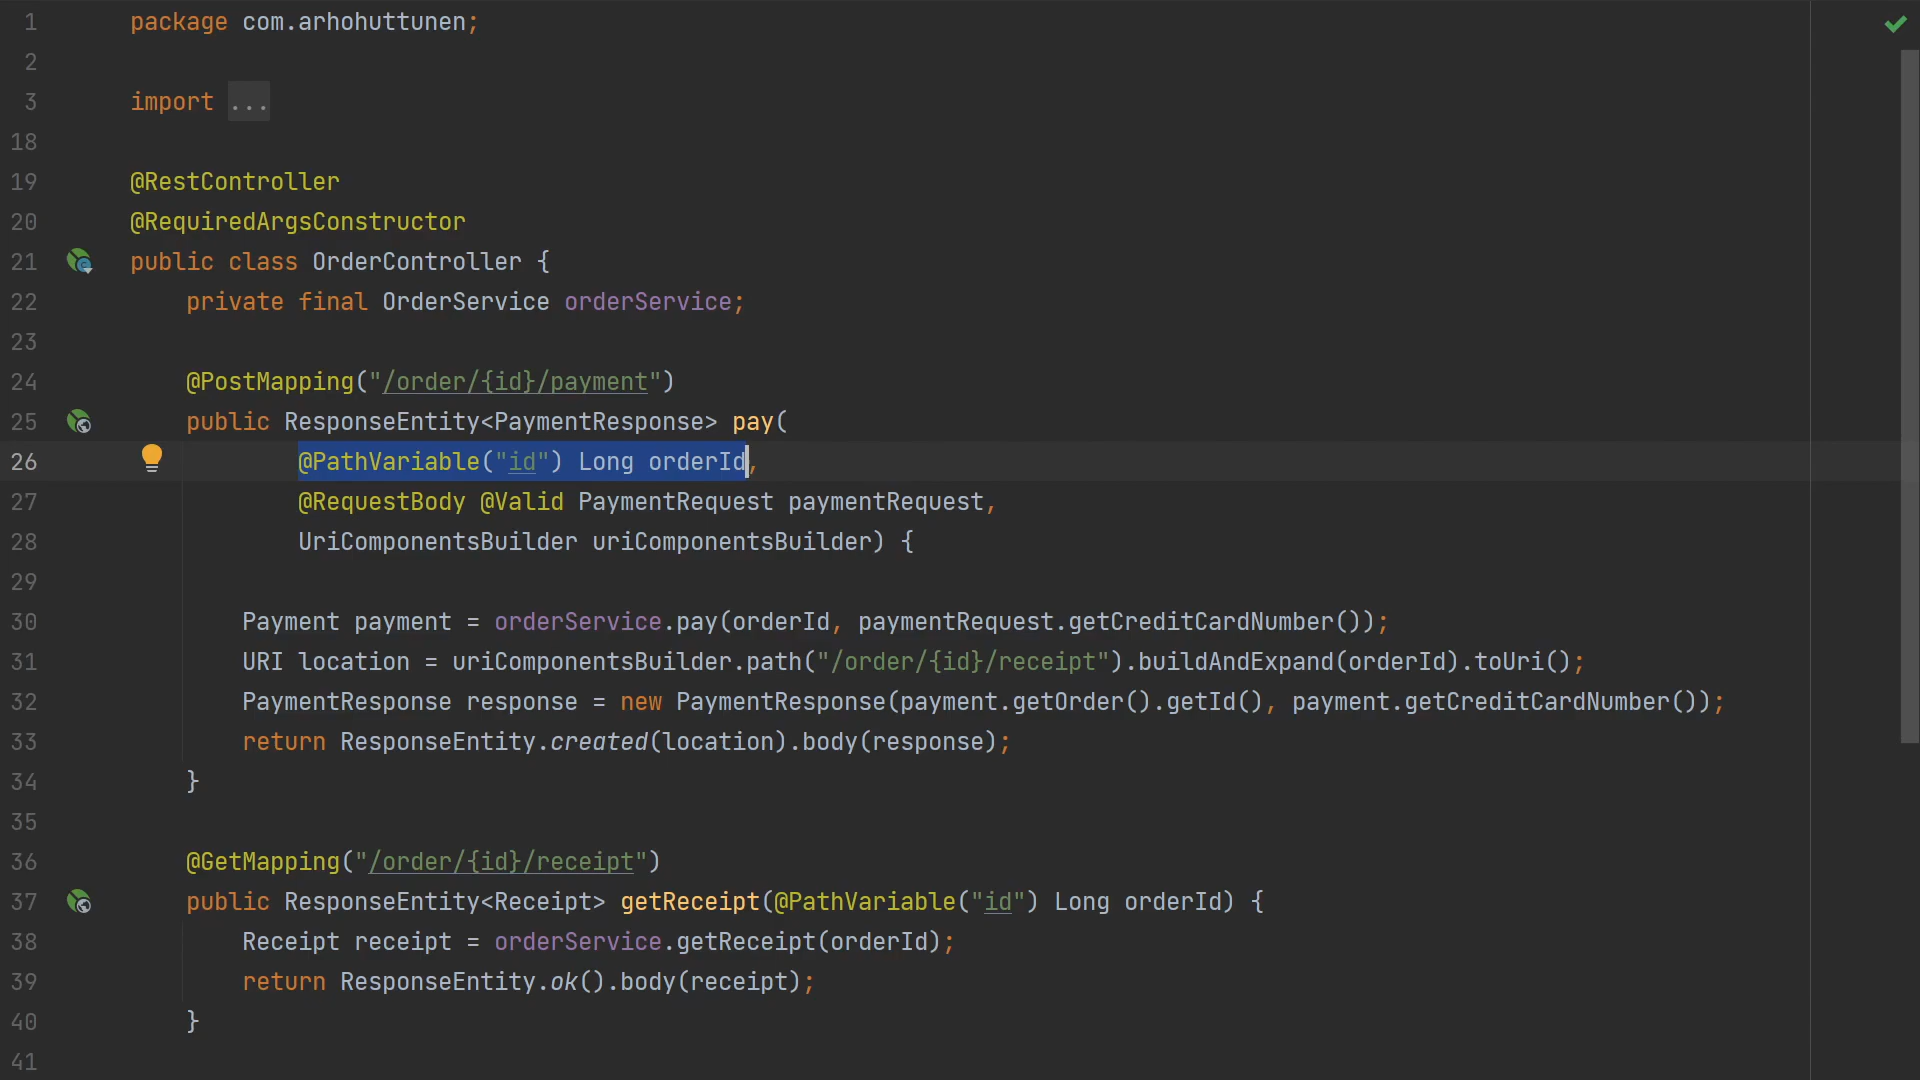 1 package com.arhohuttunen;
2
3 import ...
18
19 @RestController
20 @RequiredArgsConstructor
21 public class OrderController {
22 private final OrderService orderService;
23
24 @PostMapping("/order/{id}/payment")
25 public ResponseEntity<PaymentResponse> pay(
26 @PathVariable("id") Long orderId,
27 @RequestBody @Valid PaymentRequest paymentRequest,
28 UriComponentsBuilder uriComponentsBuilder) {
29
30 Payment payment = orderService.pay(orderId, paymentRequest.getCreditCardNumber());
31 URI location = uriComponentsBuilder.path("/order/{id}/receipt").buildAndExpand(orderId).toUri();
32 PaymentResponse response = new PaymentResponse(payment.getOrder().getId(), payment.getCreditCardNumber());
33 return ResponseEntity.created(location).body(response);
34 }
35
36 @GetMapping("/order/{id}/receipt")
37 public ResponseEntity<Receipt> getReceipt(@PathVariable("id") Long orderId) {
38 Receipt receipt = orderService.getReceipt(orderId);
39 return ResponseEntity.ok().body(receipt);
40 }
41